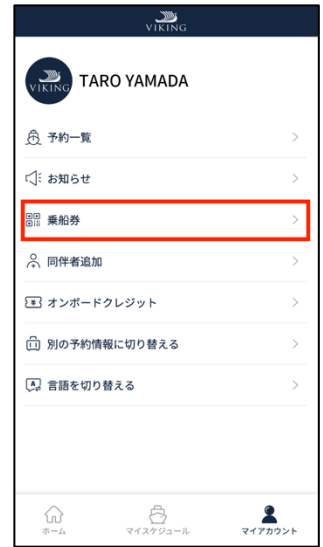 VIKING
VIKING
TARO YAMADA
予約一覧
お知らせ
乗船券
同伴者追加
オンボードクレジット
別の予約情報に切り替える
言語を切り替える
ホーム
マイスケジュール
マイアカウント